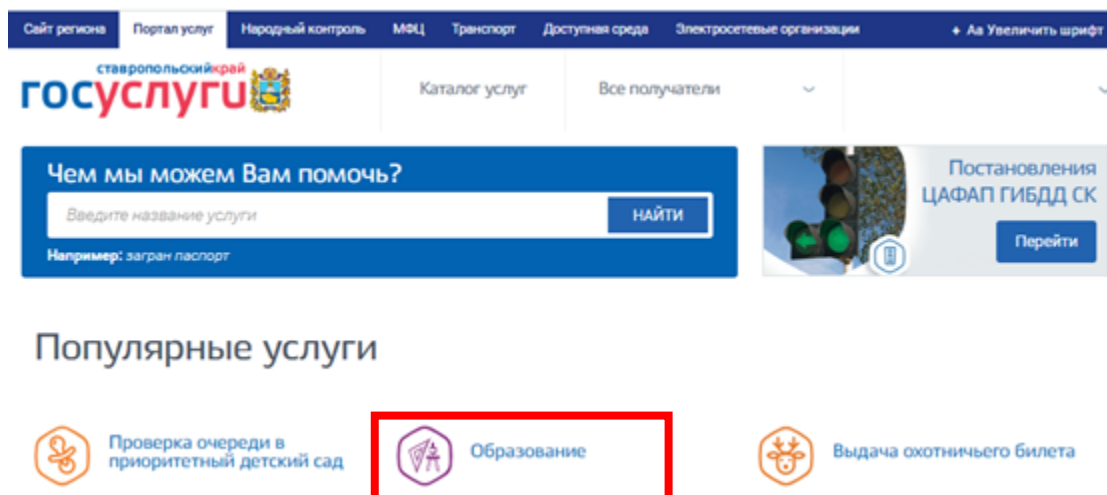 Сайт региона Портал услуг Народный контроль МФЦ Транспорт Доступная среда Электросетевые организации + Аа Увеличить шрифт
ставропольскийкрай
госуслуги
Каталог услуг Все получатели
Чем мы можем Вам помочь?
Введите название услуги НАЙТИ
Например: загран паспорт
Постановления
ЦАФАП ГИБДД СК
Перейти
Популярные услуги
Проверка очереди в
приоритетный детский сад
Образование
Выдача охотничьего билета